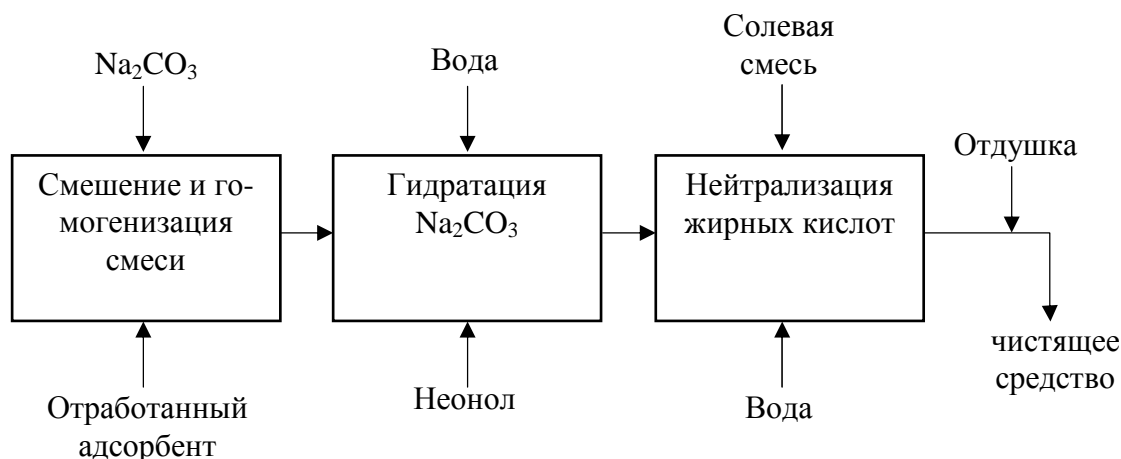 Na₂CO₃
Вода
Солевая
смесь
Отдушка
Смешение и го-
могенизация
смеси
Гидратация
Na₂CO₃
Нейтрализация
жирных кислот
чистящее
средство
Отработанный
адсорбент
Неонол
Вода